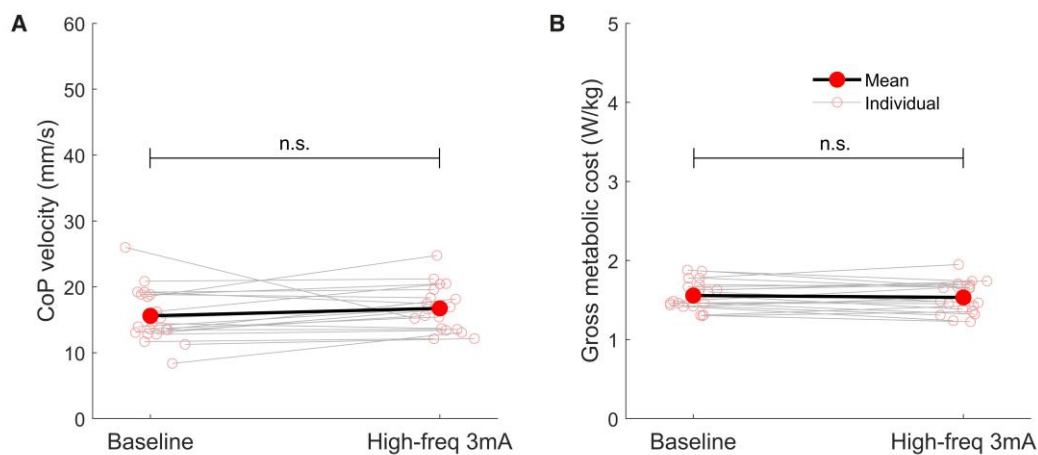 A
CoP velocity (mm/s)
60
50
40
30
20
10
0
n.s.
Baseline
High-freq 3mA
B
Gross metabolic cost (W/kg)
5
4
3
2
1
0
Mean
Individual
n.s.
Baseline
High-freq 3mA